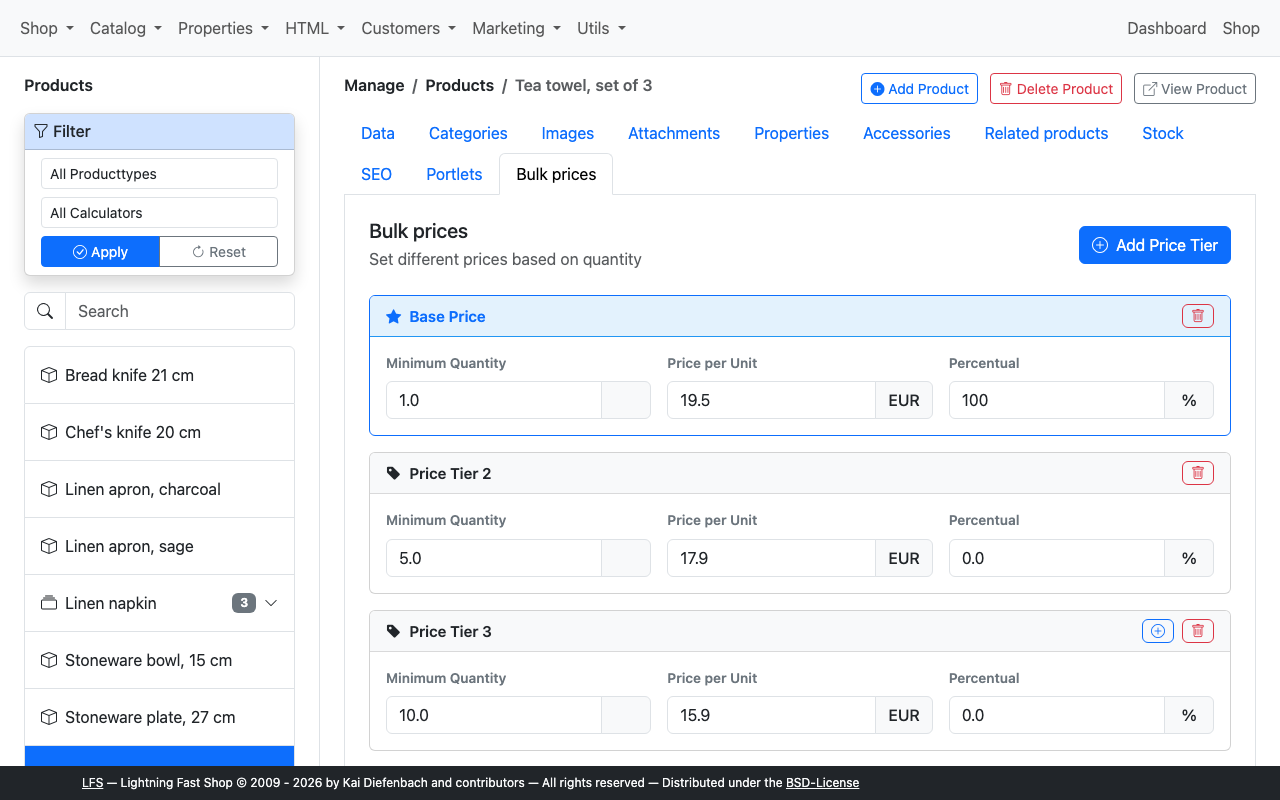 Shop Catalog Properties HTML Customers Marketing Utils Dashboard Shop
Products
Filter
All Producttypes
All Calculators
Apply Reset
Search
Bread knife 21 cm
Chef's knife 20 cm
Linen apron, charcoal
Linen apron, sage
Linen napkin 3
Stoneware bowl, 15 cm
Stoneware plate, 27 cm
Manage / Products / Tea towel, set of 3
Add Product Delete Product View Product
Data Categories Images Attachments Properties Accessories Related products Stock
SEO Portlets Bulk prices
Bulk prices
Set different prices based on quantity
Add Price Tier
Base Price
Minimum Quantity Price per Unit Percentual
1.0 19.5 EUR 100 %
Price Tier 2
Minimum Quantity Price per Unit Percentual
5.0 17.9 EUR 0.0 %
Price Tier 3
Minimum Quantity Price per Unit Percentual
10.0 15.9 EUR 0.0 %
LFS — Lightning Fast Shop © 2009 - 2026 by Kai Diefenbach and contributors — All rights reserved — Distributed under the BSD-License